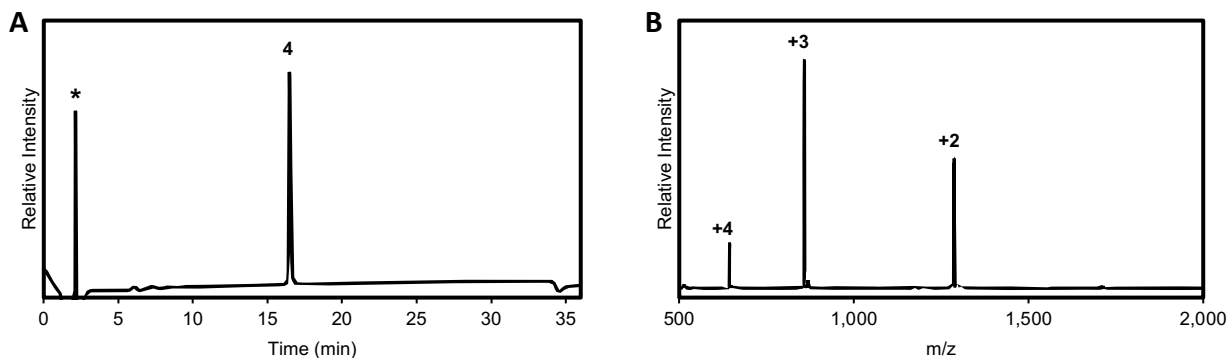 A
Relative Intensity
*
4
0 5 10 15 20 25 30 35
Time (min)
B
Relative Intensity
+4
+3
+2
500 1,000 1,500 2,000
m/z